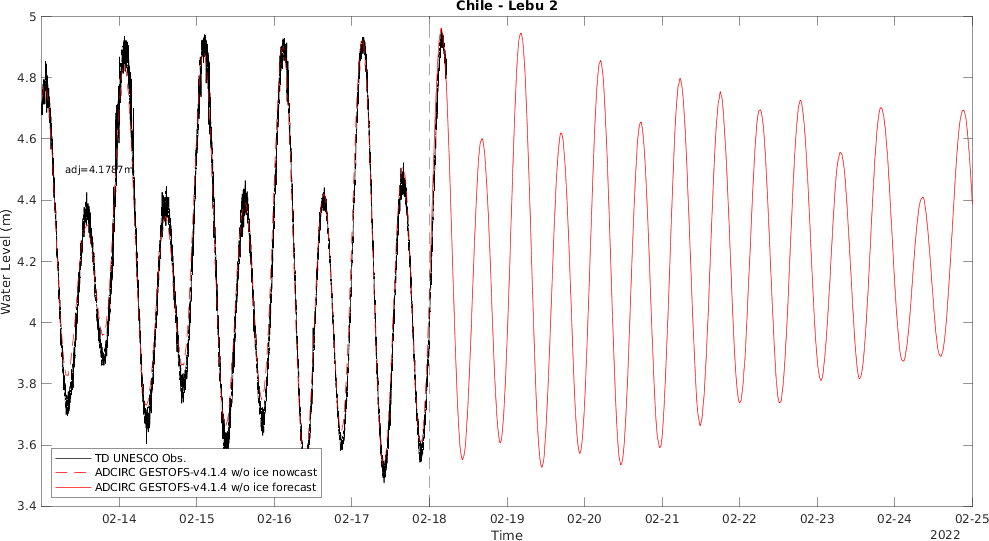 Chile - Lebu 2
5
4.8
4.6
adj=4.1787m
4.4
4.2
4
3.8
3.6
3.4
Water Level (m)
TD UNESCO Obs.
ADCIRC GESTOFS-v4.1.4 w/o ice nowcast
ADCIRC GESTOFS-v4.1.4 w/o ice forecast
02-14 02-15 02-16 02-17 02-18 02-19 02-20 02-21 02-22 02-23 02-24 02-25
Time
2022